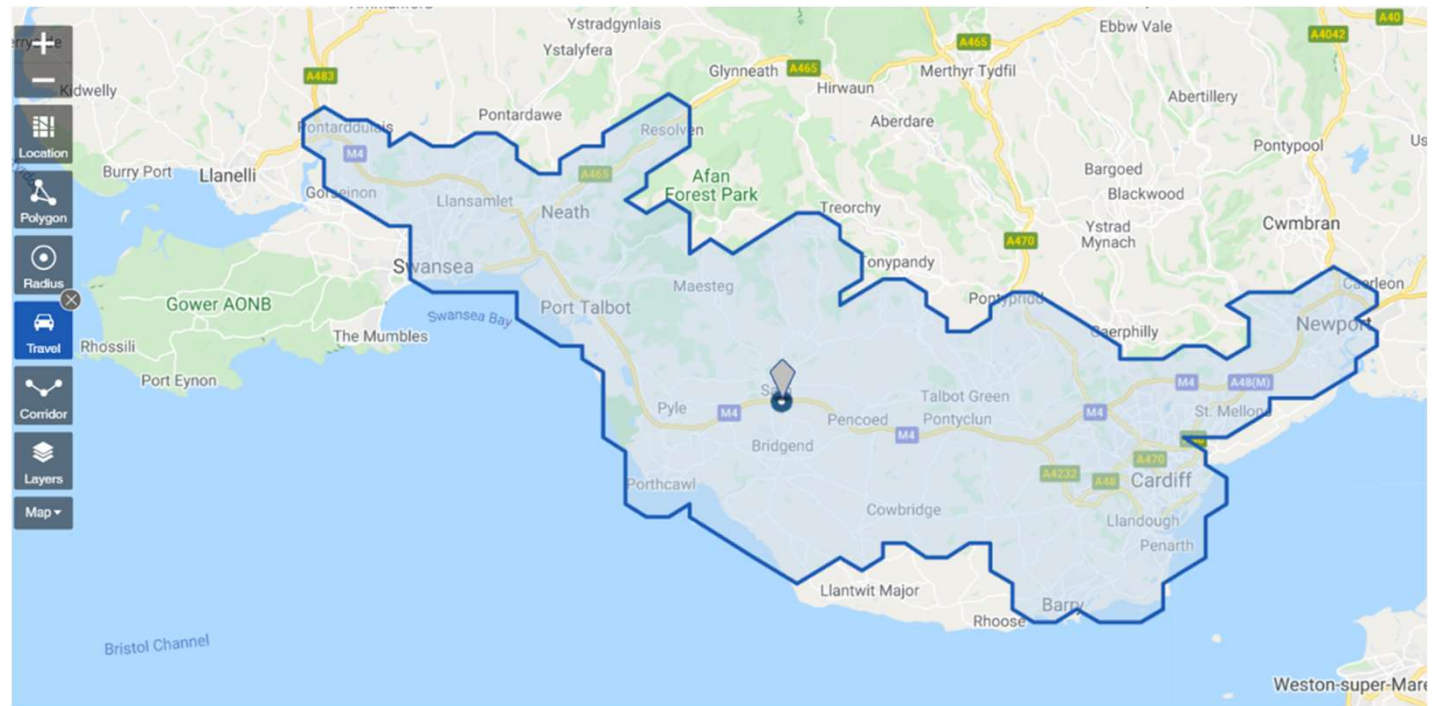 Ystradgynlais
Ebbw Vale
A40
A4042
A465
Ystalyfera
Kidwelly
A483
Glynneath
A465
Merthyr Tydfil
Hirwaun
Abertillery
Pontardawe
Aberdare
Pontarddulais
Resolven
Location
M4
Pontypool
Us
Burry Port
Llanelli
A465
Afan
Forest Park
Bargoed
Blackwood
Gorseinon
Llansamlet
Neath
Treorchy
Polygon
Ystrad
Mynach
Cwmbran
A470
Swansea
Tonypandy
Radius
Maesteg
Caerleon
Gower AONB
Port Talbot
Pontypridd
Swansea Bay
Newport
The Mumbles
Caerphilly
Travel
Rhossili
Port Eynon
M4
A48(M)
Sarn
Talbot Green
Pyle
M4
Pencoed
Pontyclun
M4
St. Mellons
Corridor
M4
Bridgend
A470
A4232
A48
Cardiff
Layers
Porthcawl
Map
Cowbridge
Llandough
Penarth
Llantwit Major
Barry
Rhoose
Bristol Channel
Weston-super-Mare